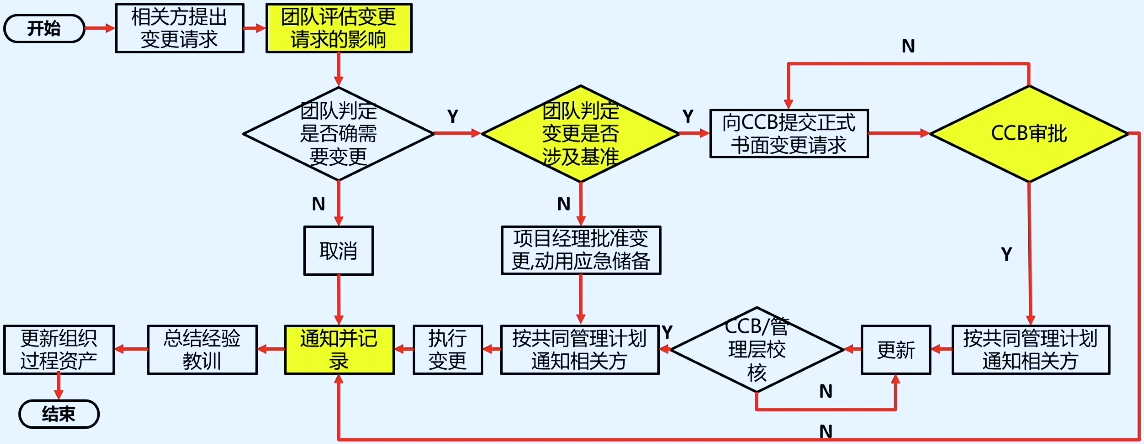 开始
相关方提出
变更请求
团队评估变更
请求的影响
N
团队判定
是否确需
要变更
Y
团队判定
变更是否
涉及基准
Y
向CCB提交正式
书面变更请求
CCB审批
N
N
Y
取消
项目经理批准变
更,动用应急储备
更新组织
过程资产
总结经验
教训
通知并记
录
执行
变更
按共同管理计划
通知相关方
Y
CCB/管
理层校
核
更新
按共同管理计划
通知相关方
N
结束
N